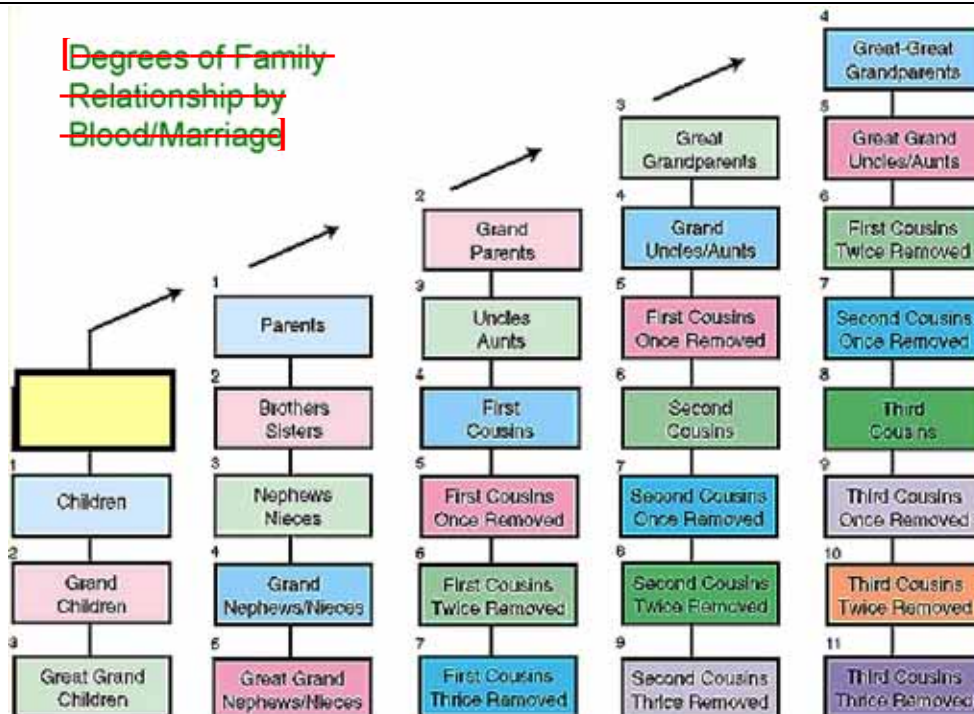 [Degrees of Family
Relationship by
Blood/Marriage]
1
Children
2
Grand
Children
3
Great Grand
Children
1
Parents
2
Brothers
Sisters
3
Nephews
Nieces
4
Grand
Nephews/Nieces
5
Great Grand
Nephews/Nieces
2
Grand
Parents
3
Uncles
Aunts
4
First
Cousins
5
First Cousins
Once Removed
6
First Cousins
Twice Removed
7
First Cousins
Thrice Removed
3
Great
Grandparents
4
Grand
Uncles/Aunts
5
First Cousins
Once Removed
6
Second
Cousins
7
Second Cousins
Once Removed
8
Second Cousins
Twice Removed
9
Second Cousins
Thrice Removed
4
Great-Great
Grandparents
5
Great Grand
Uncles/Aunts
6
First Cousins
Twice Removed
7
Second Cousins
Once Removed
8
Third
Cousins
9
Third Cousins
Once Removed
10
Third Cousins
Twice Removed
11
Third Cousins
Thrice Removed